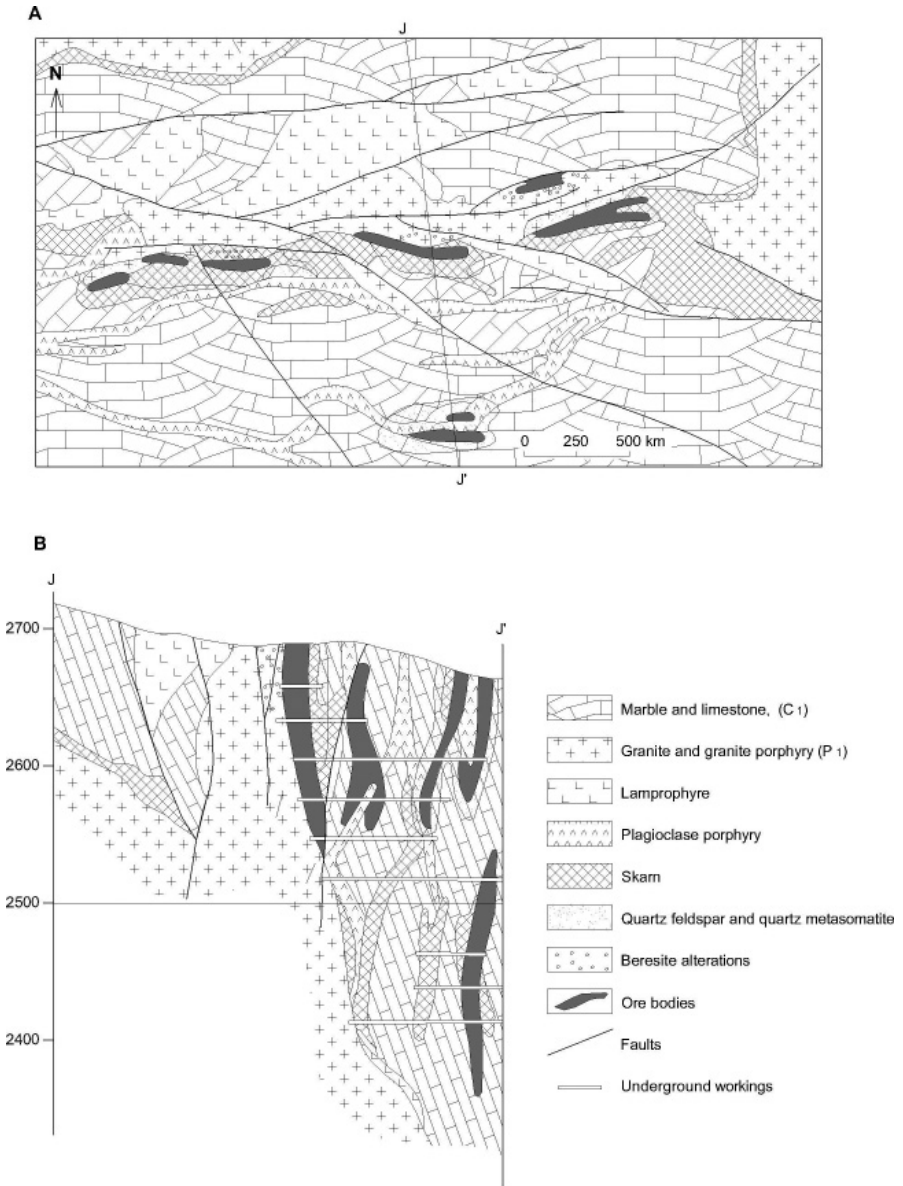 A
J
N
0 250 500 km
J'
B
J
J'
2700
2600
2500
2400
Marble and limestone, (C 1)
Granite and granite porphyry (P 1)
Lamprophyre
Plagioclase porphyry
Skarn
Quartz feldspar and quartz metasomatite
Beresite alterations
Ore bodies
Faults
Underground workings